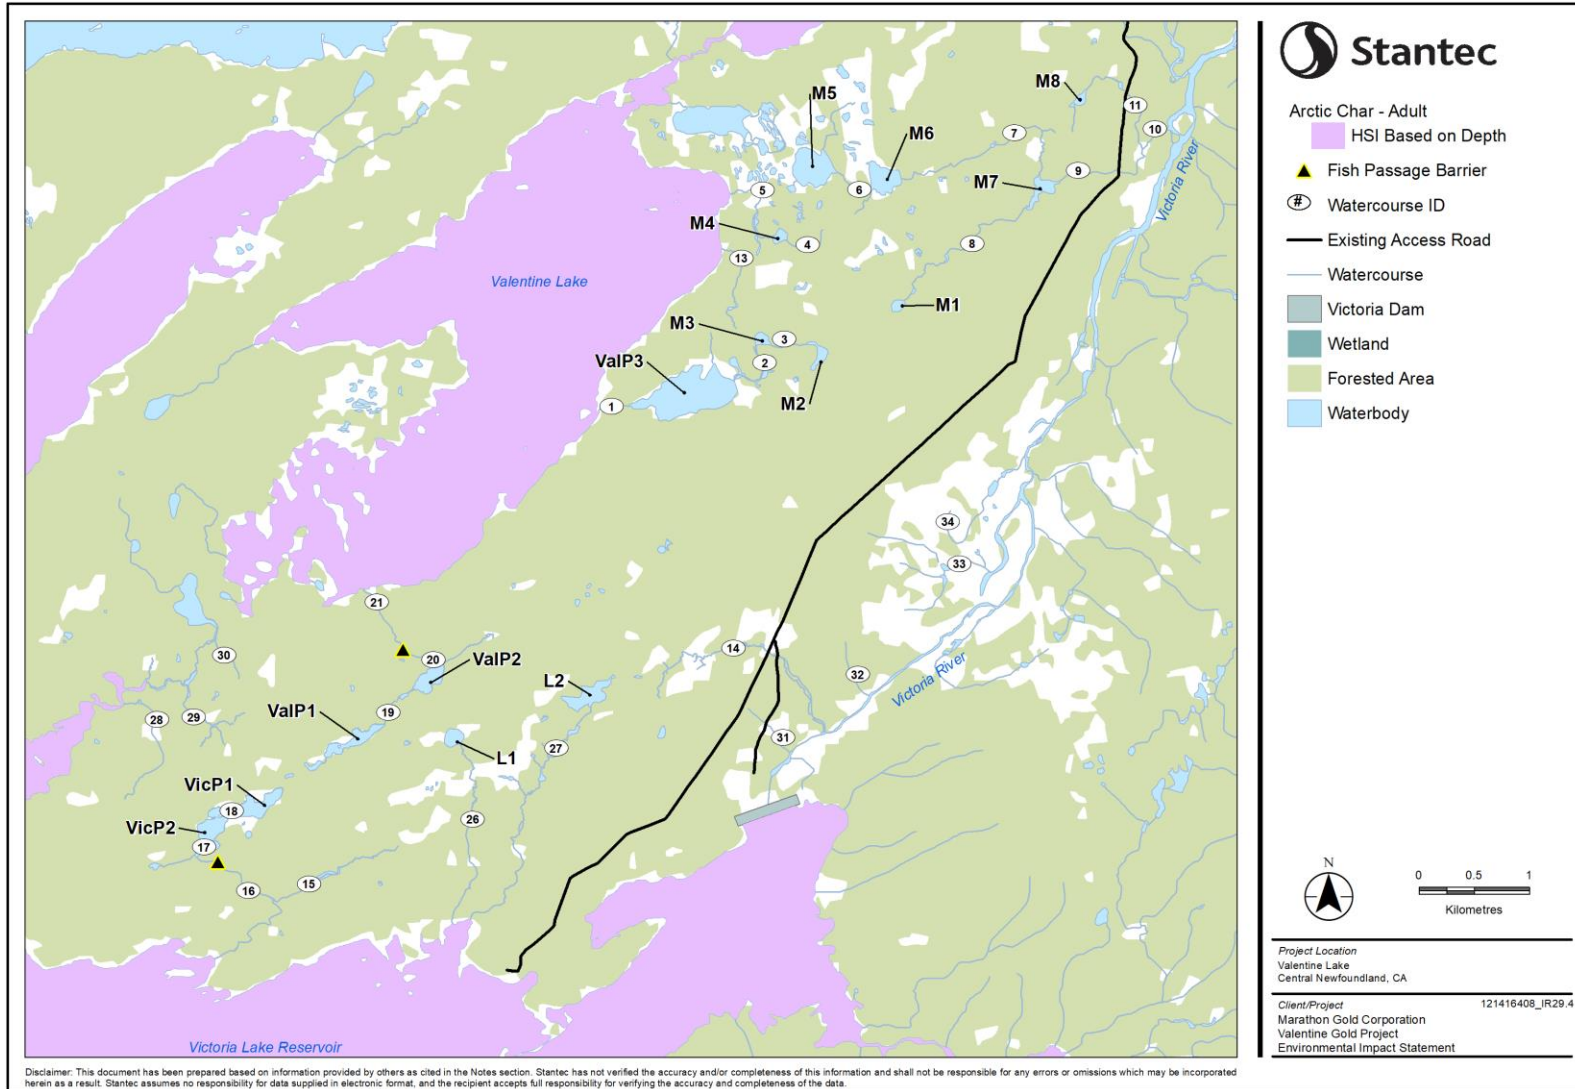 Stantec
Arctic Char - Adult
HSI Based on Depth
Fish Passage Barrier
# Watercourse ID
Existing Access Road
Watercourse
Victoria Dam
Wetland
Forested Area
Waterbody
N
0 0.5 1
Kilometres
Project Location
Valentine Lake
Central Newfoundland, CA
Client/Project 121416408_IR29.4
Marathon Gold Corporation
Valentine Gold Project
Environmental Impact Statement
M8
M5
11
10
7
M6
9
M7
5
6
M4
4
8
13
Victoria River
Valentine Lake
M1
M3
3
2
ValP3
M2
1
34
33
21
14
30
20
ValP2
32
L2
Victoria River
19
28
29
ValP1
31
27
L1
VicP1
18
26
VicP2
17
15
16
Victoria Lake Reservoir
Disclaimer: This document has been prepared based on information provided by others as cited in the Notes section. Stantec has not verified the accuracy and/or completeness of this information and shall not be responsible for any errors or omissions which may be incorporated
herein as a result. Stantec assumes no responsibility for data supplied in electronic format, and the recipient accepts full responsibility for verifying the accuracy and completeness of the data.